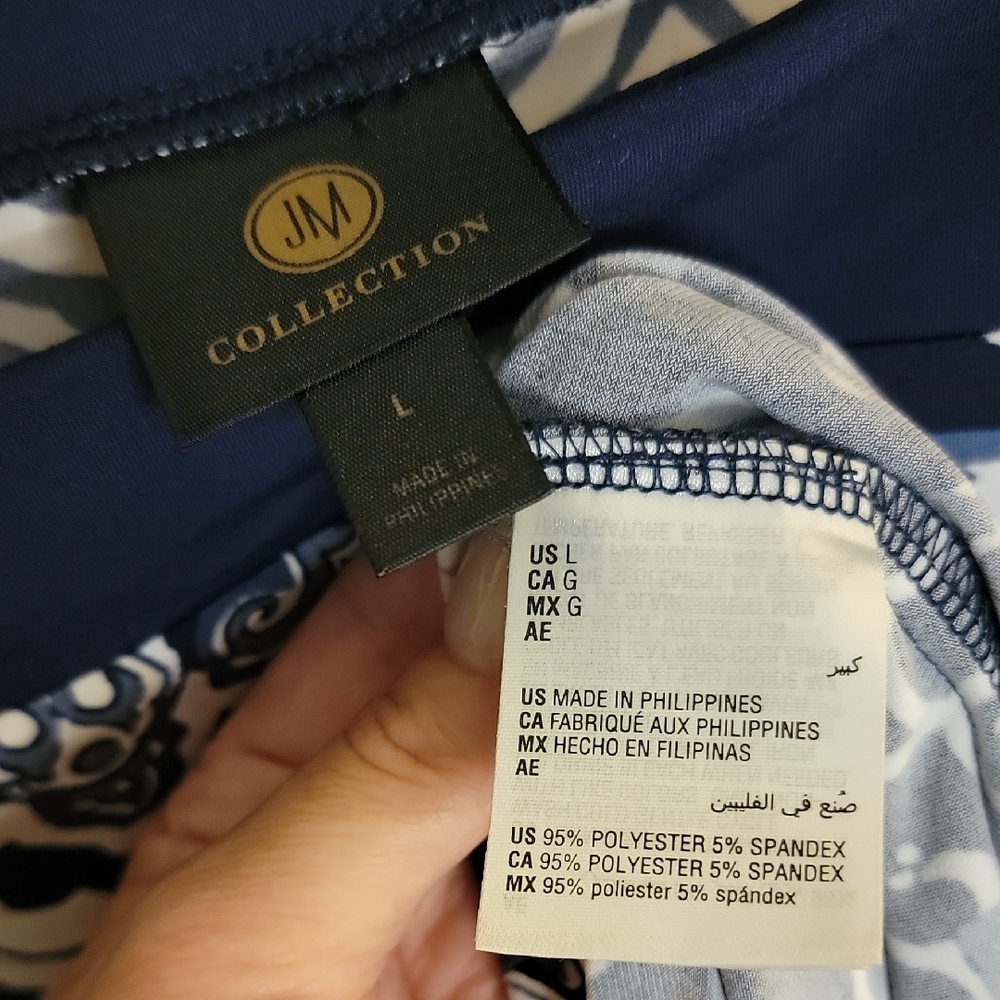 JM
COLLECTION
L
MADE IN
PHILIPPINE
US L
CA G
MX G
AE
كبير
US MADE IN PHILIPPINES
CA FABRIQUÉ AUX PHILIPPINES
MX HECHO EN FILIPINAS
AE
صُنع في الفليبين
US 95% POLYESTER 5% SPANDEX
CA 95% POLYESTER 5% SPANDEX
MX 95% poliester 5% spándex